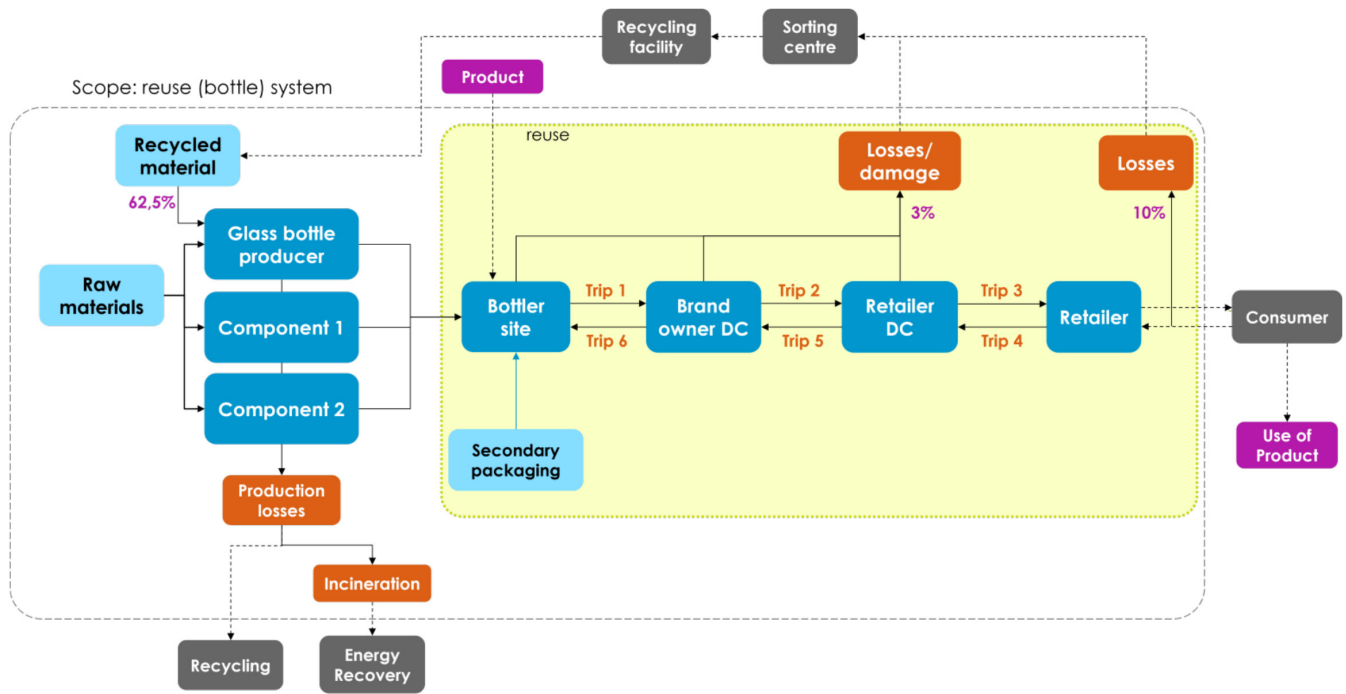 Recycling
facility
Sorting
centre
Product
Scope: reuse (bottle) system
reuse
Recycled
material
Losses/
damage
Losses
62,5%
3%
10%
Glass bottle
producer
Raw
materials
Component 1
Component 2
Bottler
site
Trip 1
Trip 6
Brand
owner DC
Trip 2
Trip 5
Retailer
DC
Trip 3
Trip 4
Retailer
Consumer
Secondary
packaging
Use of
Product
Production
losses
Incineration
Recycling
Energy
Recovery